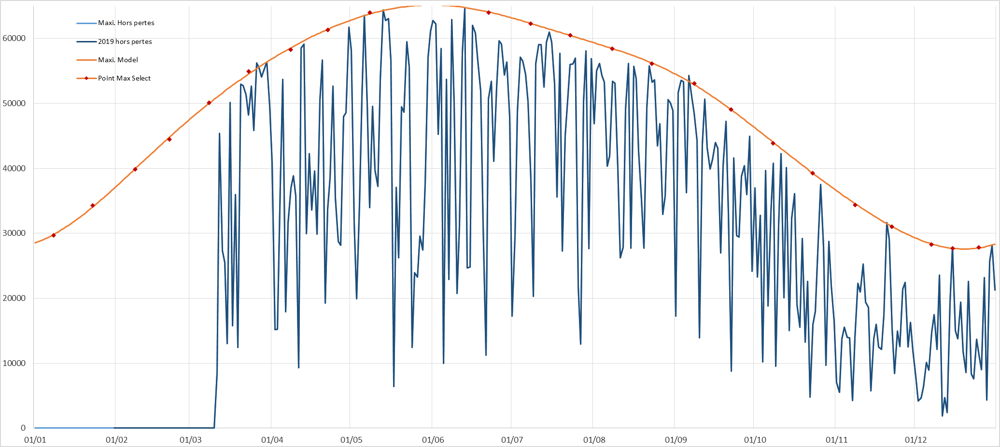 Maxi. Hors pertes
2019 hors pertes
Maxi. Model
Point Max Select
60000
50000
40000
30000
20000
10000
0
01/01 01/02 01/03 01/04 01/05 01/06 01/07 01/08 01/09 01/10 01/11 01/12